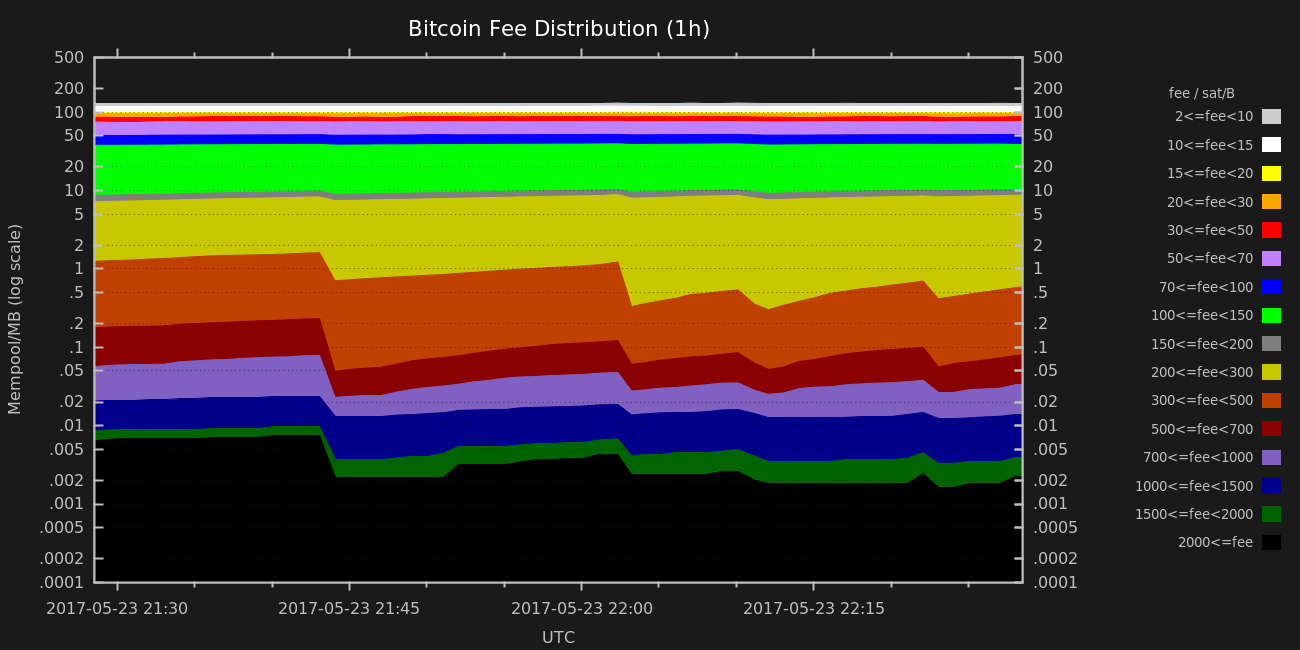 Bitcoin Fee Distribution (1h)
500 500
200 200
100 100
50 50
20 20
10 10
5 5
2 2
1 1
.5 .5
.2 .2
.1 .1
.05 .05
.02 .02
.01 .01
.005 .005
.002 .002
.001 .001
.0005 .0005
.0002 .0002
.0001 .0001
Mempool/MB (log scale)
2017-05-23 21:30 2017-05-23 21:45 2017-05-23 22:00 2017-05-23 22:15
UTC
fee / sat/B
2<=fee<10
10<=fee<15
15<=fee<20
20<=fee<30
30<=fee<50
50<=fee<70
70<=fee<100
100<=fee<150
150<=fee<200
200<=fee<300
300<=fee<500
500<=fee<700
700<=fee<1000
1000<=fee<1500
1500<=fee<2000
2000<=fee